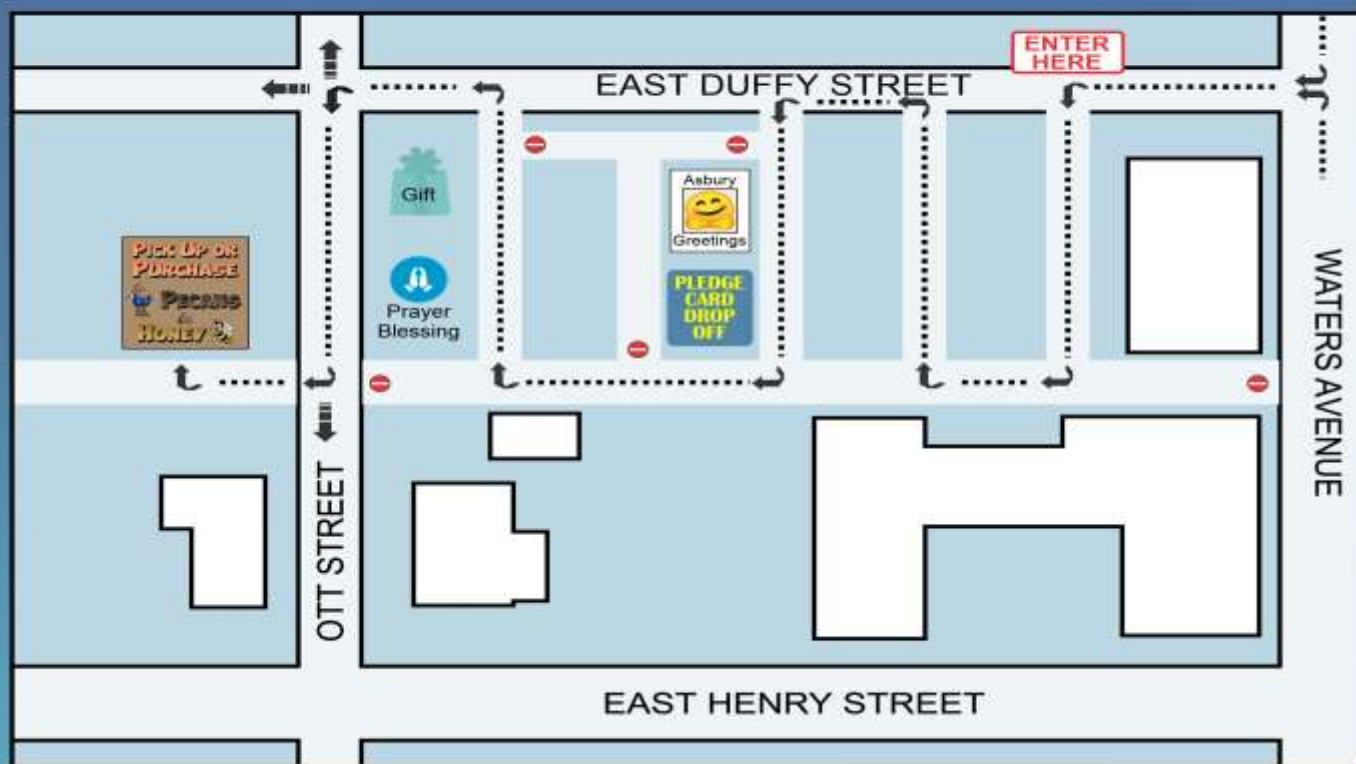 ENTER
HERE
EAST DUFFY STREET
Gift
Asbury
Greetings
PICK UP OR
PURCHASE
PECANS
&
HONEY
Prayer
Blessing
PLEDGE
CARD
DROP
OFF
WATERS AVENUE
OTT STREET
EAST HENRY STREET